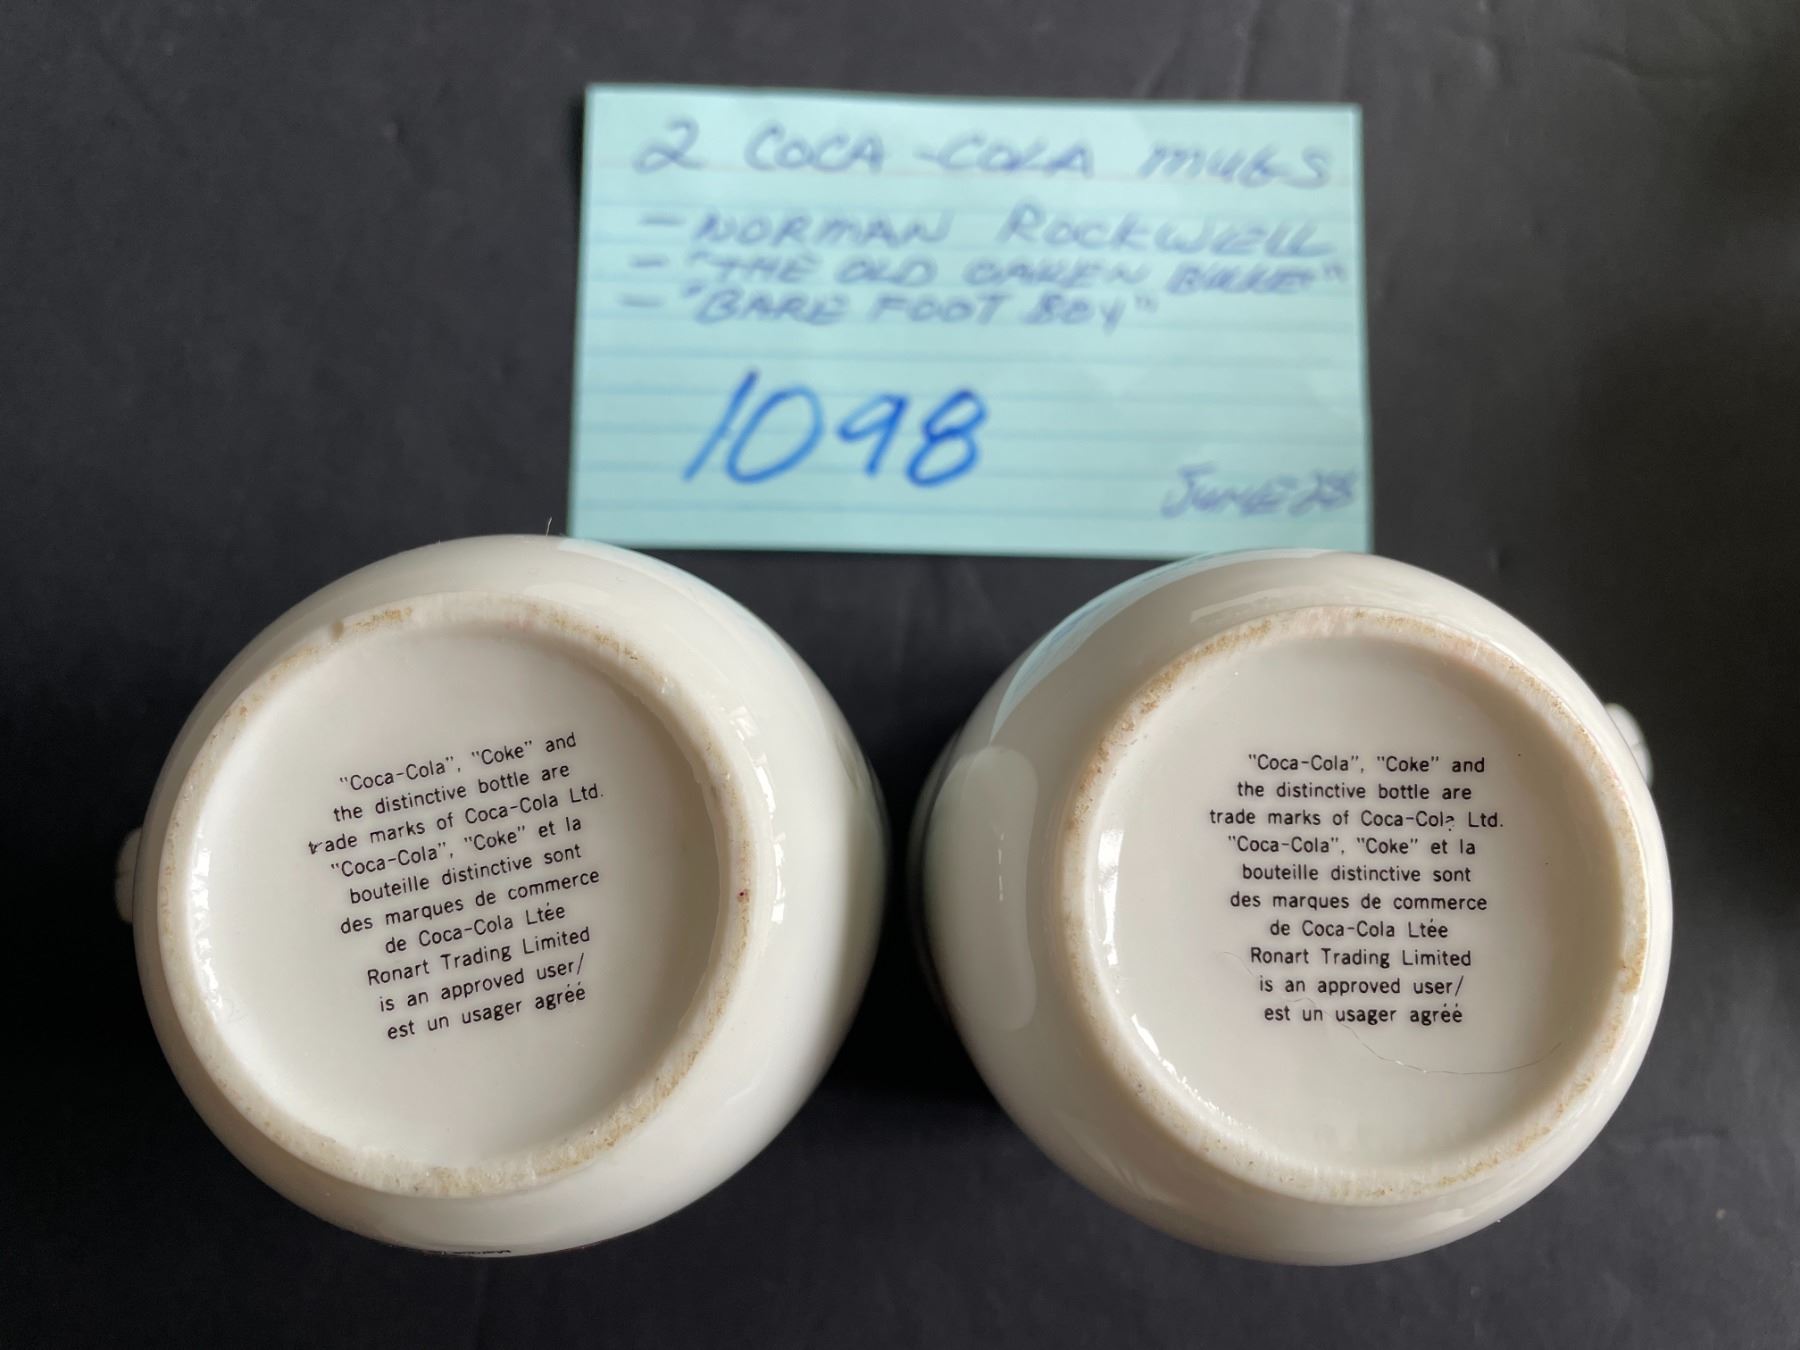 2 COCA-COLA MUGS
- NORMAN ROCKWELL
- "THE OLD OAKEN
- "BARE FOOT BOY"
1098
JUNE 28
"Coca-Cola", "Coke" and
the distinctive bottle are
trade marks of Coca-Cola Ltd.
"Coca-Cola", "Coke" et la
bouteille distinctive sont
des marques de commerce
de Coca-Cola Ltée
Ronart Trading Limited
is an approved user/
est un usager agréé
"Coca-Cola", "Coke" and
the distinctive bottle are
trade marks of Coca-Cola Ltd.
"Coca-Cola", "Coke" et la
bouteille distinctive sont
des marques de commerce
de Coca-Cola Ltée
Ronart Trading Limited
is an approved user/
est un usager agréé